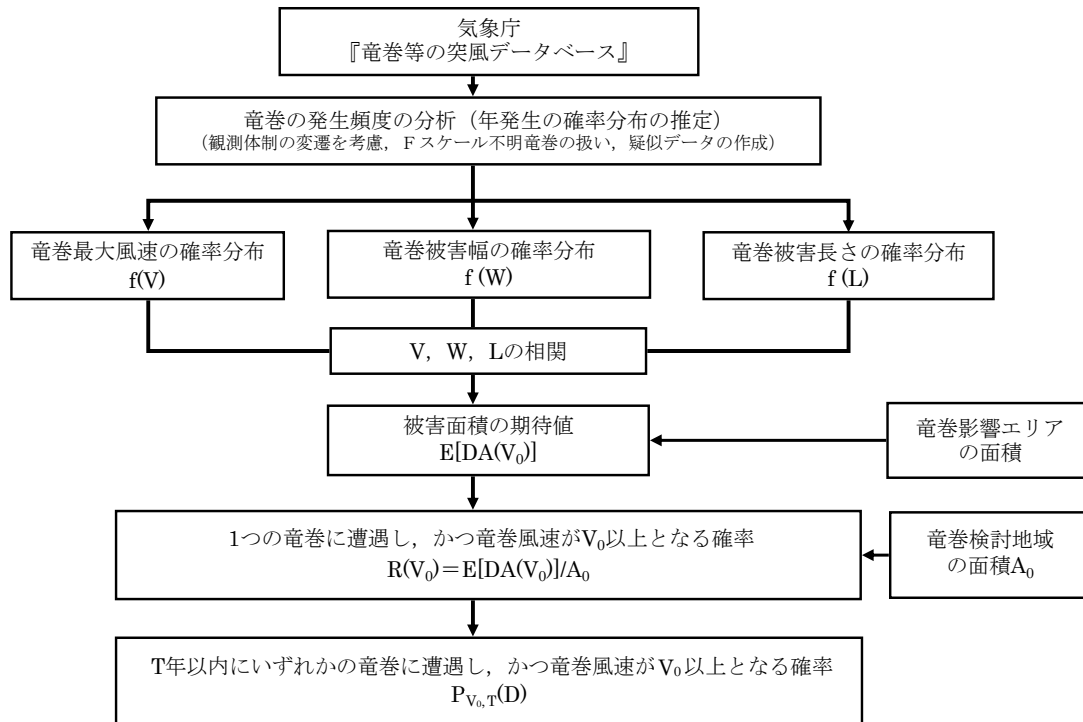 気象庁
『竜巻等の突風データベース』
竜巻の発生頻度の分析（年発生の確率分布の推定）
（観測体制の変遷を考慮，Ｆスケール不明竜巻の扱い，疑似データの作成）
竜巻最大風速の確率分布
f(V)
竜巻被害幅の確率分布
f (W)
竜巻被害長さの確率分布
f (L)
V，W，Lの相関
被害面積の期待値
E[DA(V₀)]
竜巻影響エリア
の面積
1つの竜巻に遭遇し，かつ竜巻風速がV₀以上となる確率
R(V₀)＝E[DA(V₀)]/A₀
竜巻検討地域
の面積A₀
T年以内にいずれかの竜巻に遭遇し，かつ竜巻風速がV₀以上となる確率
P_{V₀,T}(D)